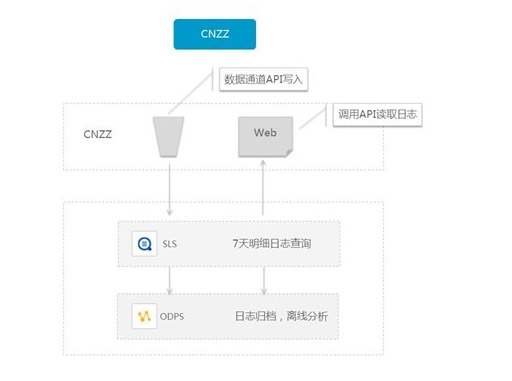 CNZZ
数据通道API写入
调用API读取日志
CNZZ
Web
SLS 7天明细日志查询
ODPS 日志归档，离线分析